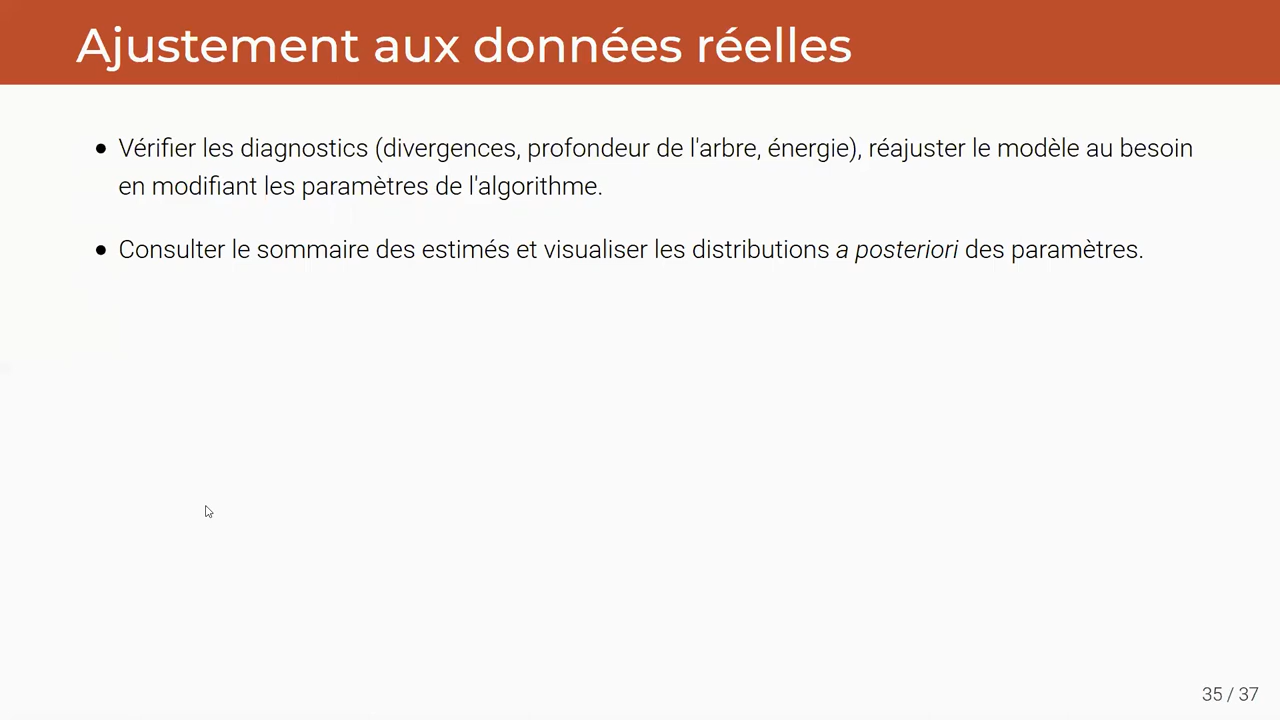 Ajustement aux données réelles
• Vérifier les diagnostics (divergences, profondeur de l'arbre, énergie), réajuster le modèle au besoin
en modifiant les paramètres de l'algorithme.
• Consulter le sommaire des estimés et visualiser les distributions a posteriori des paramètres.
35 / 37